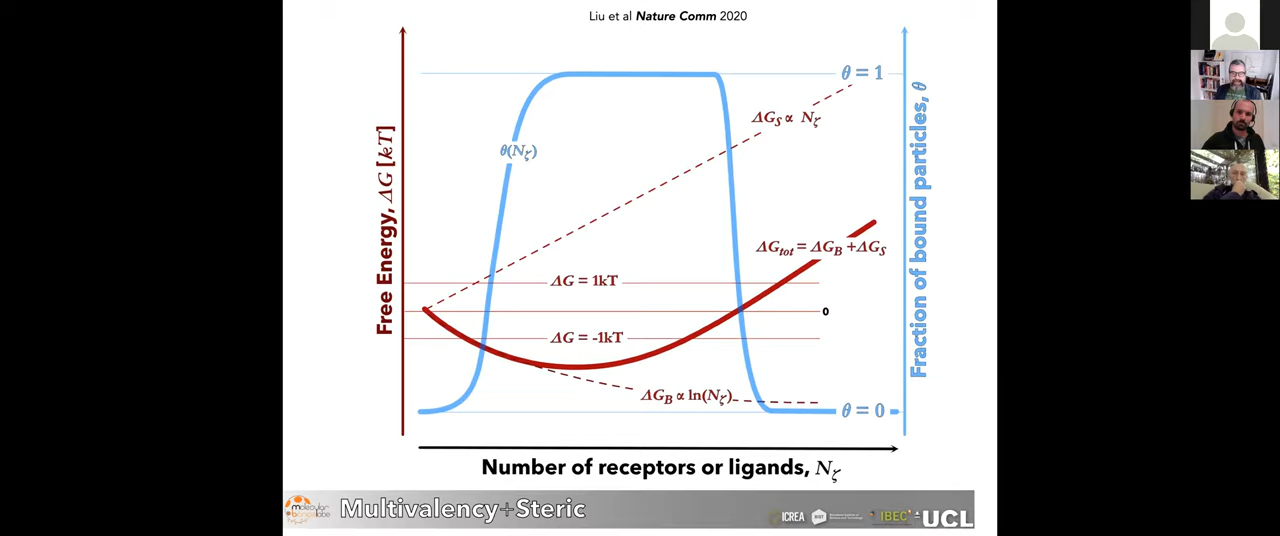 Liu et al Nature Comm 2020
θ = 1
ΔG_S ∝ N_ζ
θ(N_ζ)
ΔG_tot = ΔG_B +ΔG_S
ΔG = 1kT
0
ΔG = -1kT
ΔG_B ∝ ln(N_ζ)
θ = 0
Free Energy, ΔG [kT]
Fraction of bound particles, θ
Number of receptors or ligands, N_ζ
Multivalency+Steric
molecular
ICREA
BIST
IBEC
UCL